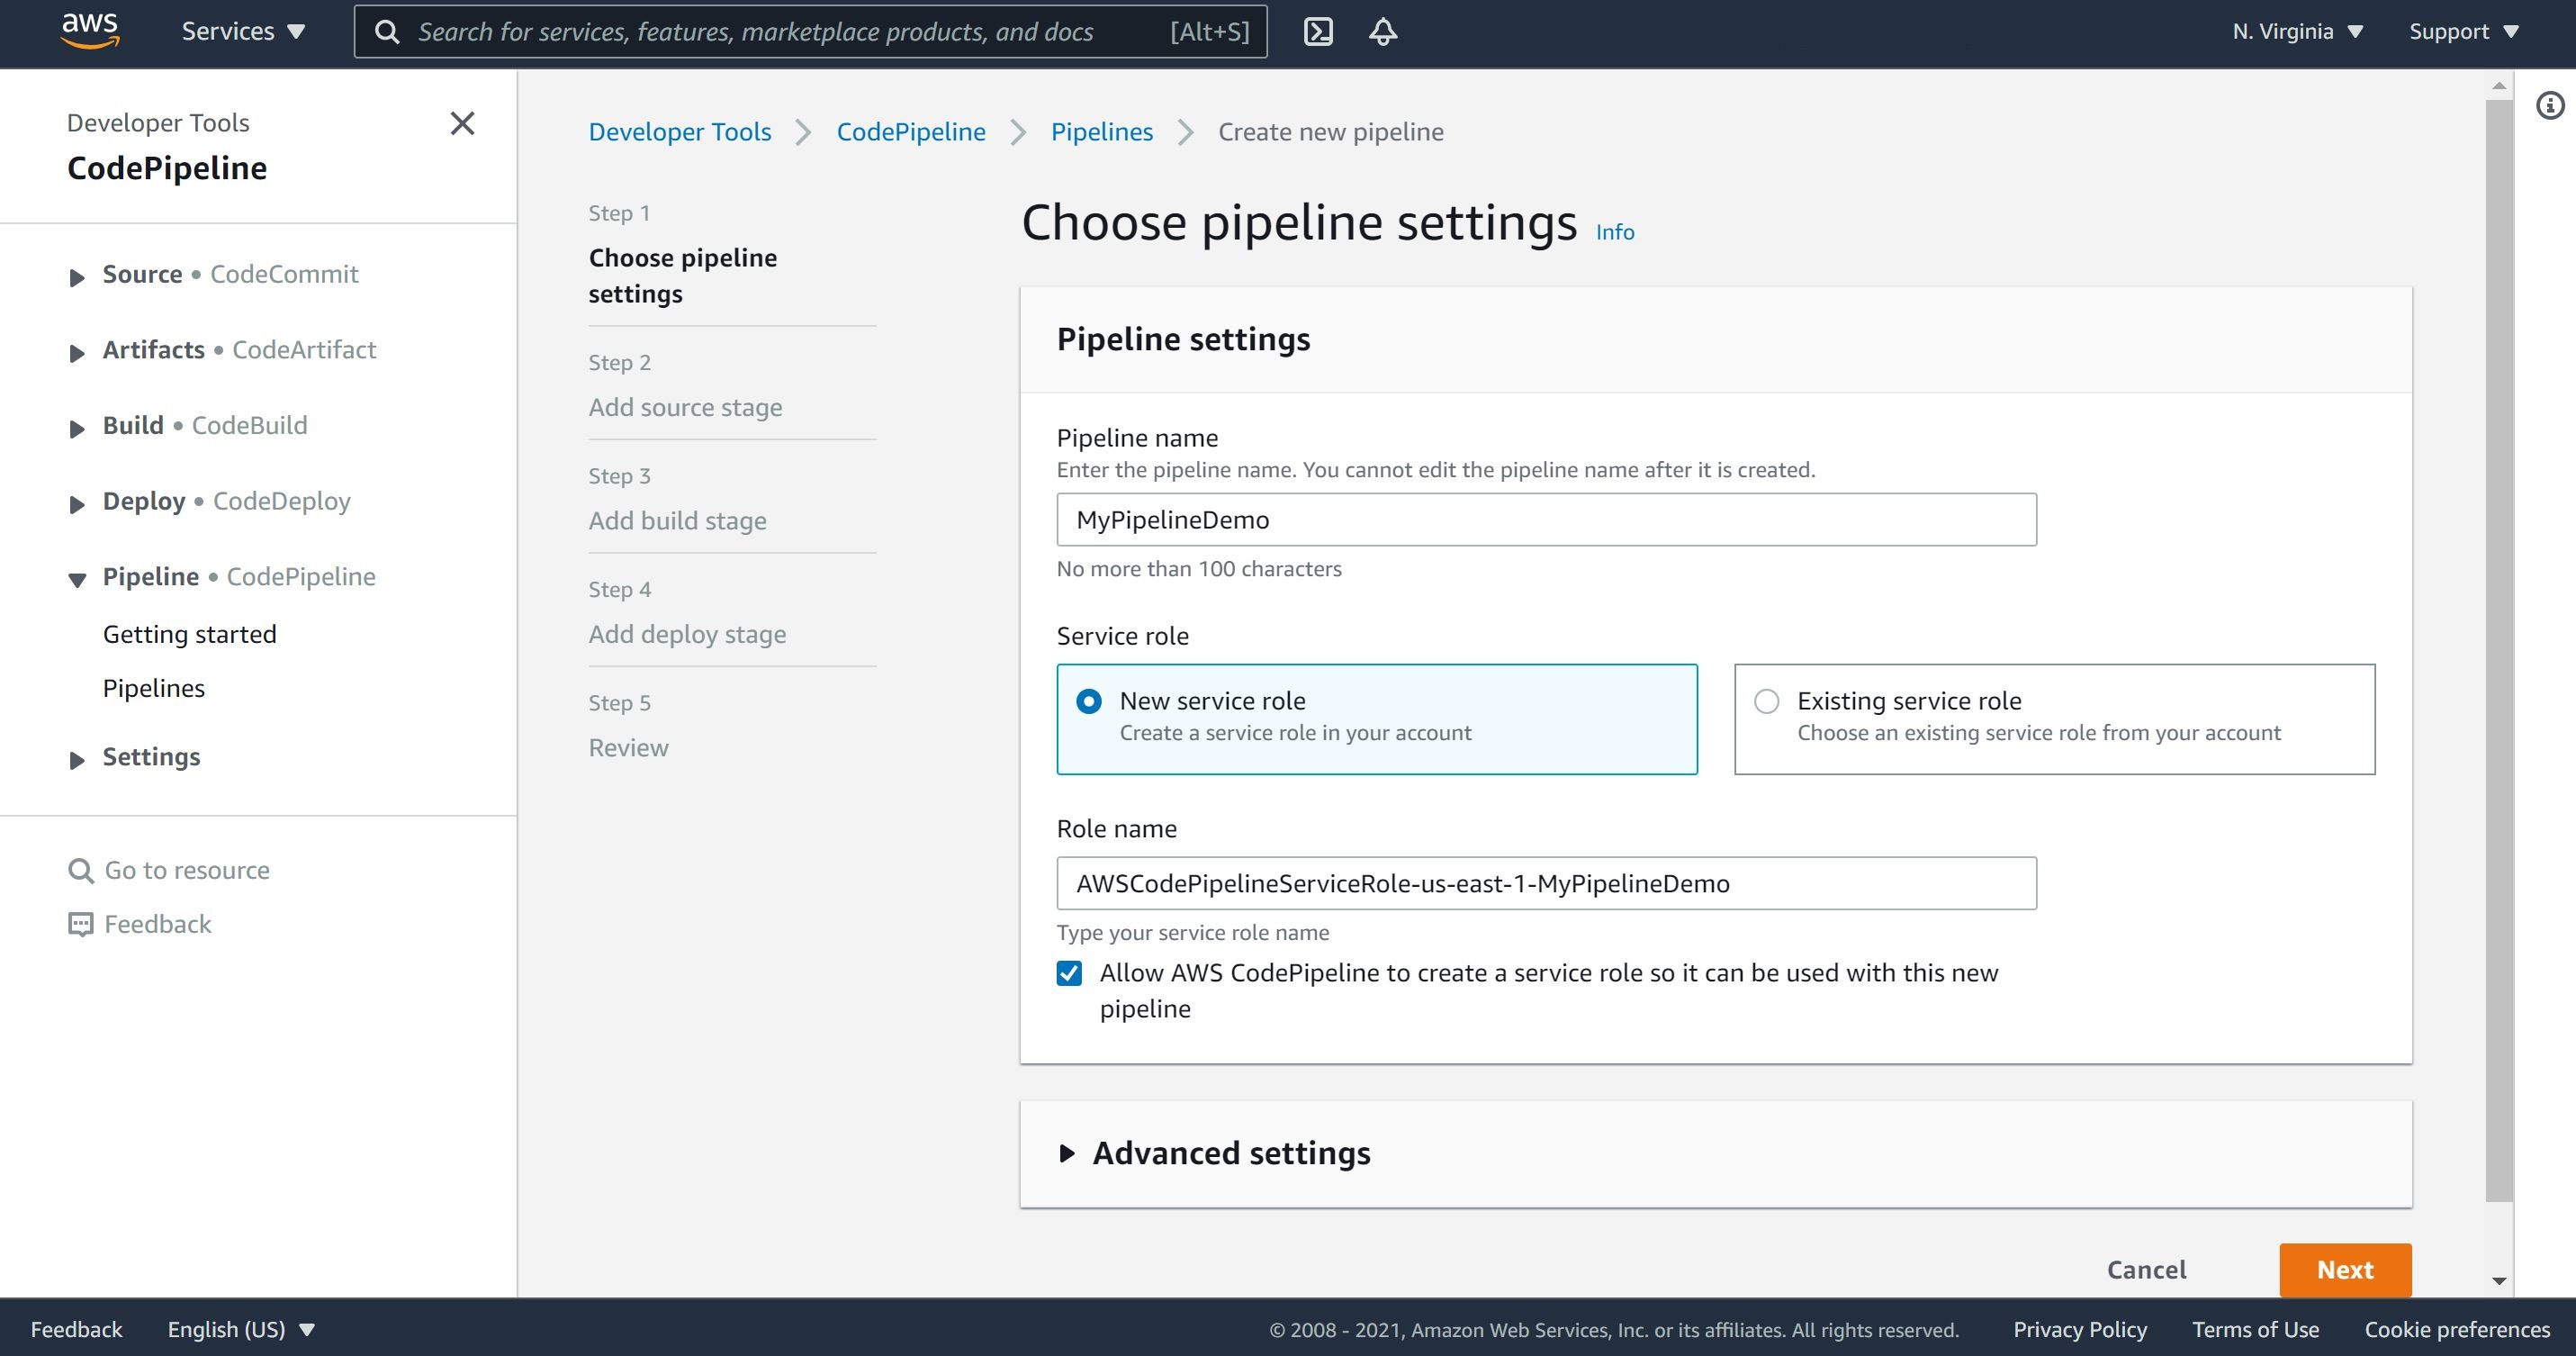 aws
Services
Search for services, features, marketplace products, and docs
[Alt+S]
N. Virginia
Support
Developer Tools
CodePipeline
Source • CodeCommit
Artifacts • CodeArtifact
Build • CodeBuild
Deploy • CodeDeploy
Pipeline • CodePipeline
Getting started
Pipelines
Settings
Go to resource
Feedback
Developer Tools
CodePipeline
Pipelines
Create new pipeline
Step 1
Choose pipeline
settings
Step 2
Add source stage
Step 3
Add build stage
Step 4
Add deploy stage
Step 5
Review
Choose pipeline settings Info
Pipeline settings
Pipeline name
Enter the pipeline name. You cannot edit the pipeline name after it is created.
MyPipelineDemo
No more than 100 characters
Service role
New service role
Create a service role in your account
Existing service role
Choose an existing service role from your account
Role name
AWSCodePipelineServiceRole-us-east-1-MyPipelineDemo
Type your service role name
Allow AWS CodePipeline to create a service role so it can be used with this new
pipeline
Advanced settings
Cancel
Next
Feedback
English (US)
© 2008 - 2021, Amazon Web Services, Inc. or its affiliates. All rights reserved.
Privacy Policy
Terms of Use
Cookie preferences